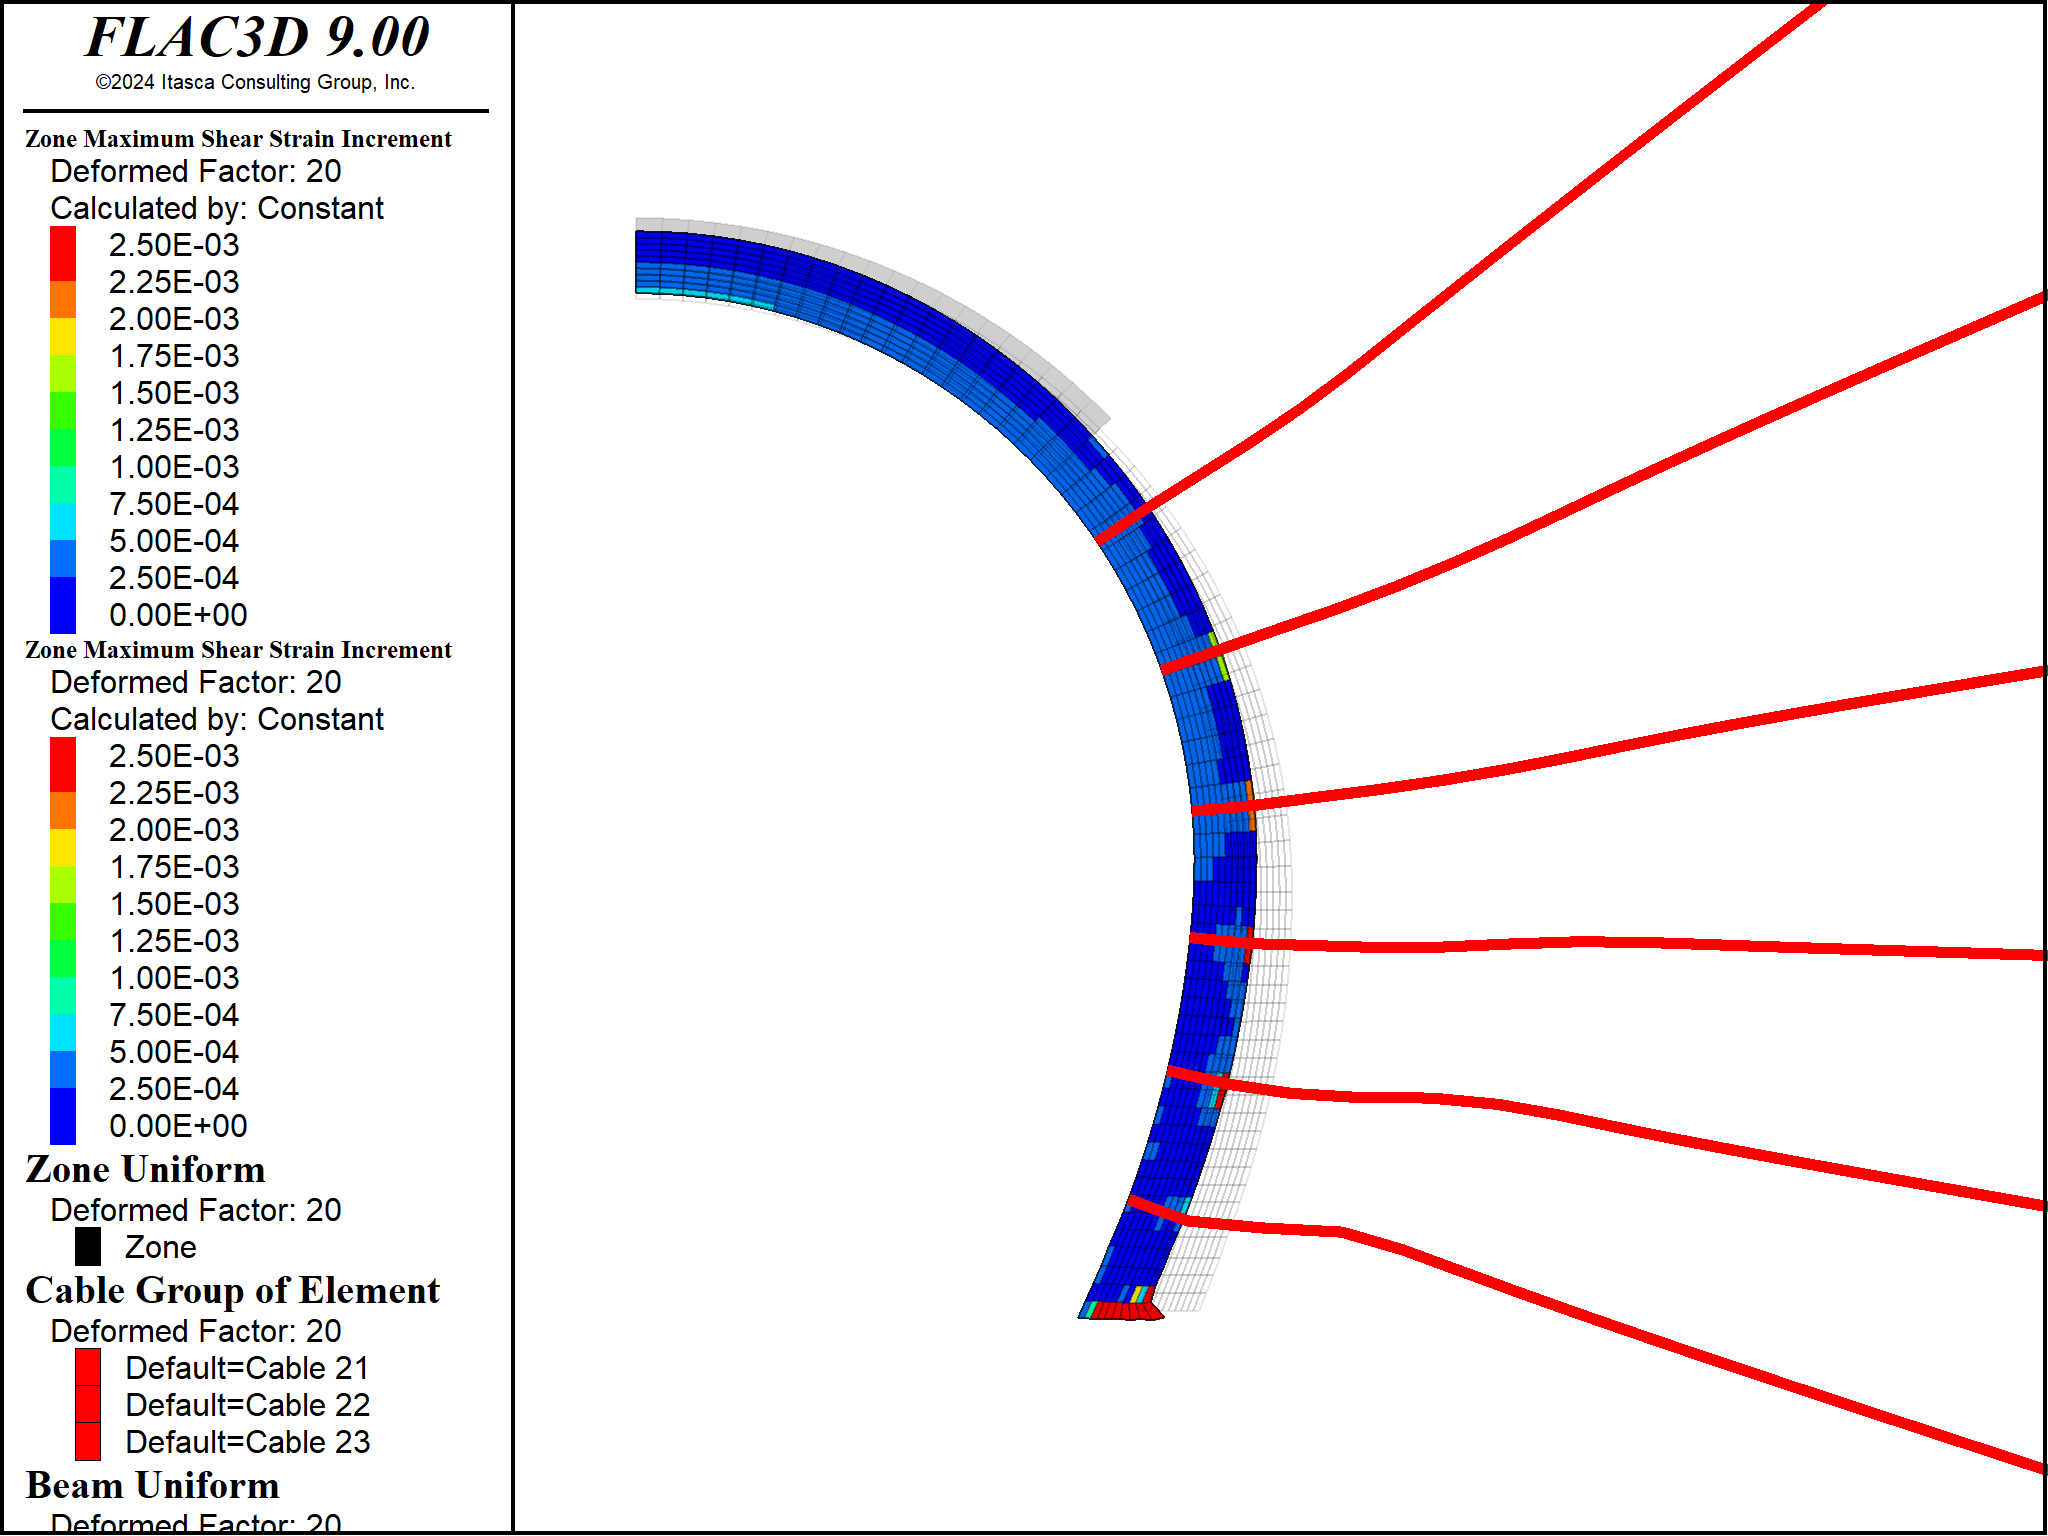 FLAC3D 9.00
©2024 Itasca Consulting Group, Inc.
Zone Maximum Shear Strain Increment
Deformed Factor: 20
Calculated by: Constant
2.50E-03
2.25E-03
2.00E-03
1.75E-03
1.50E-03
1.25E-03
1.00E-03
7.50E-04
5.00E-04
2.50E-04
0.00E+00
Zone Maximum Shear Strain Increment
Deformed Factor: 20
Calculated by: Constant
2.50E-03
2.25E-03
2.00E-03
1.75E-03
1.50E-03
1.25E-03
1.00E-03
7.50E-04
5.00E-04
2.50E-04
0.00E+00
Zone Uniform
Deformed Factor: 20
Zone
Cable Group of Element
Deformed Factor: 20
Default=Cable 21
Default=Cable 22
Default=Cable 23
Beam Uniform
Deformed Factor: 20